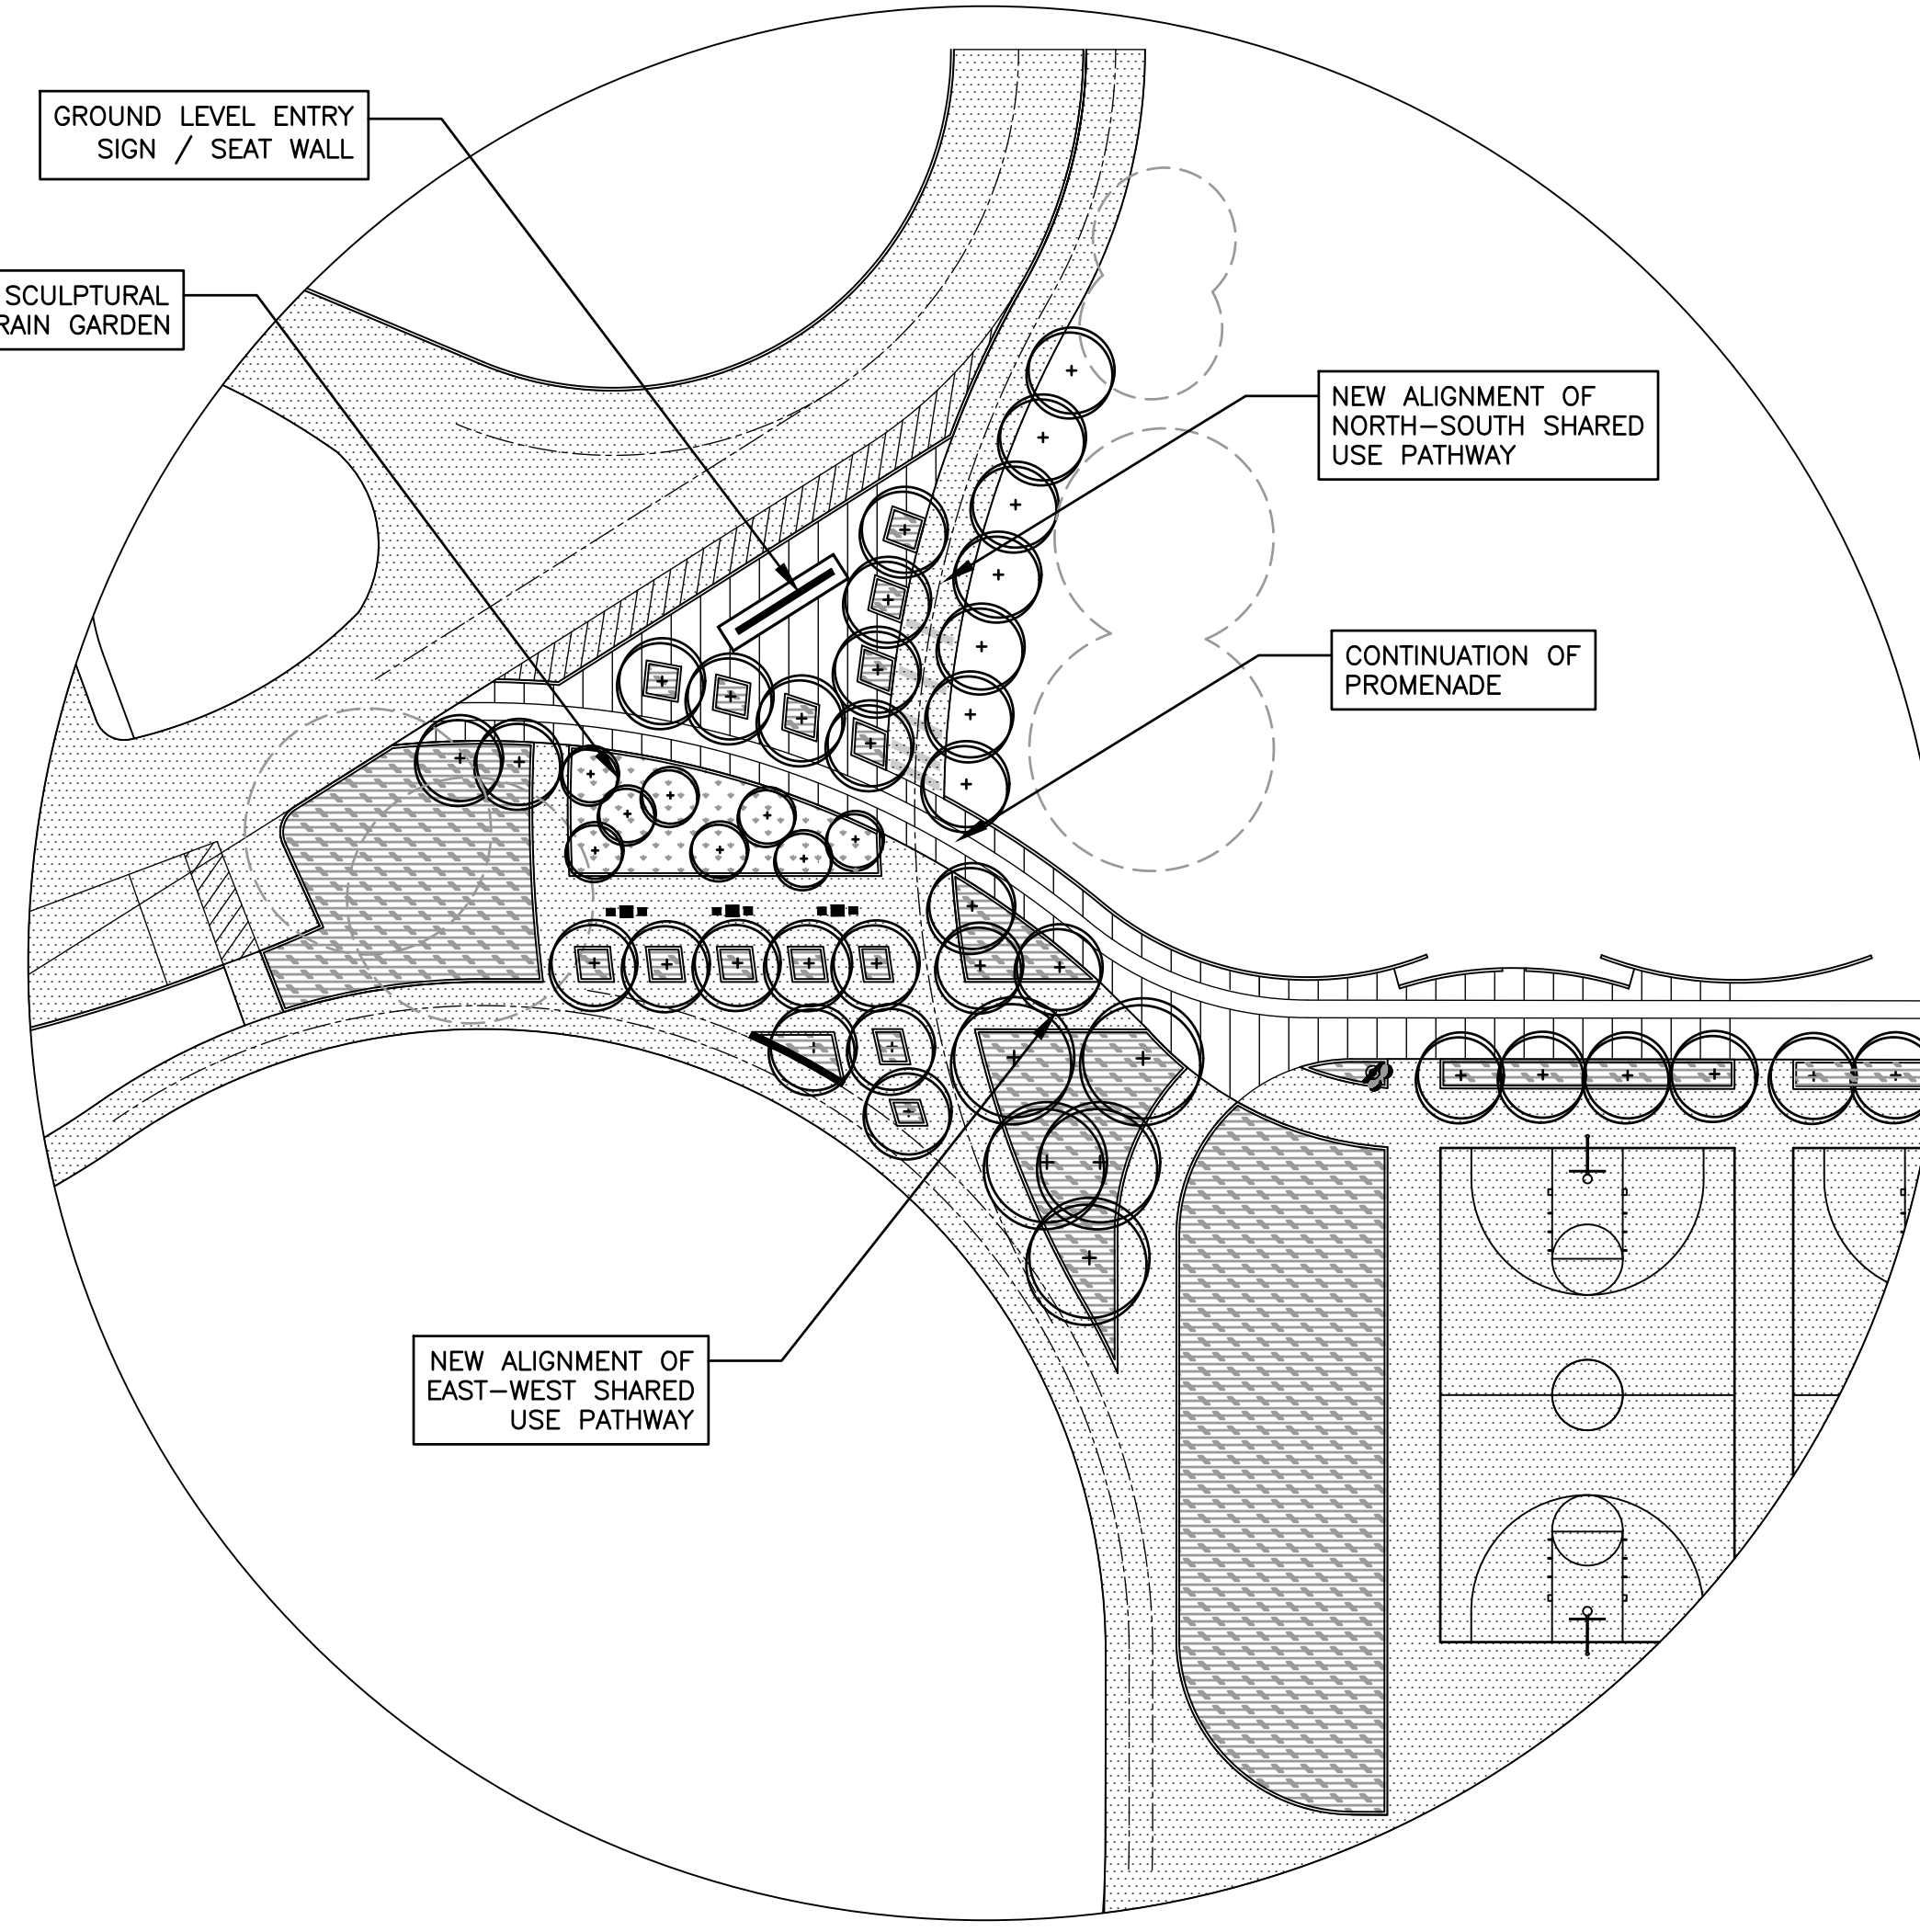 GROUND LEVEL ENTRY
SIGN / SEAT WALL
SCULPTURAL
RAIN GARDEN
NEW ALIGNMENT OF
NORTH-SOUTH SHARED
USE PATHWAY
CONTINUATION OF
PROMENADE
NEW ALIGNMENT OF
EAST-WEST SHARED
USE PATHWAY